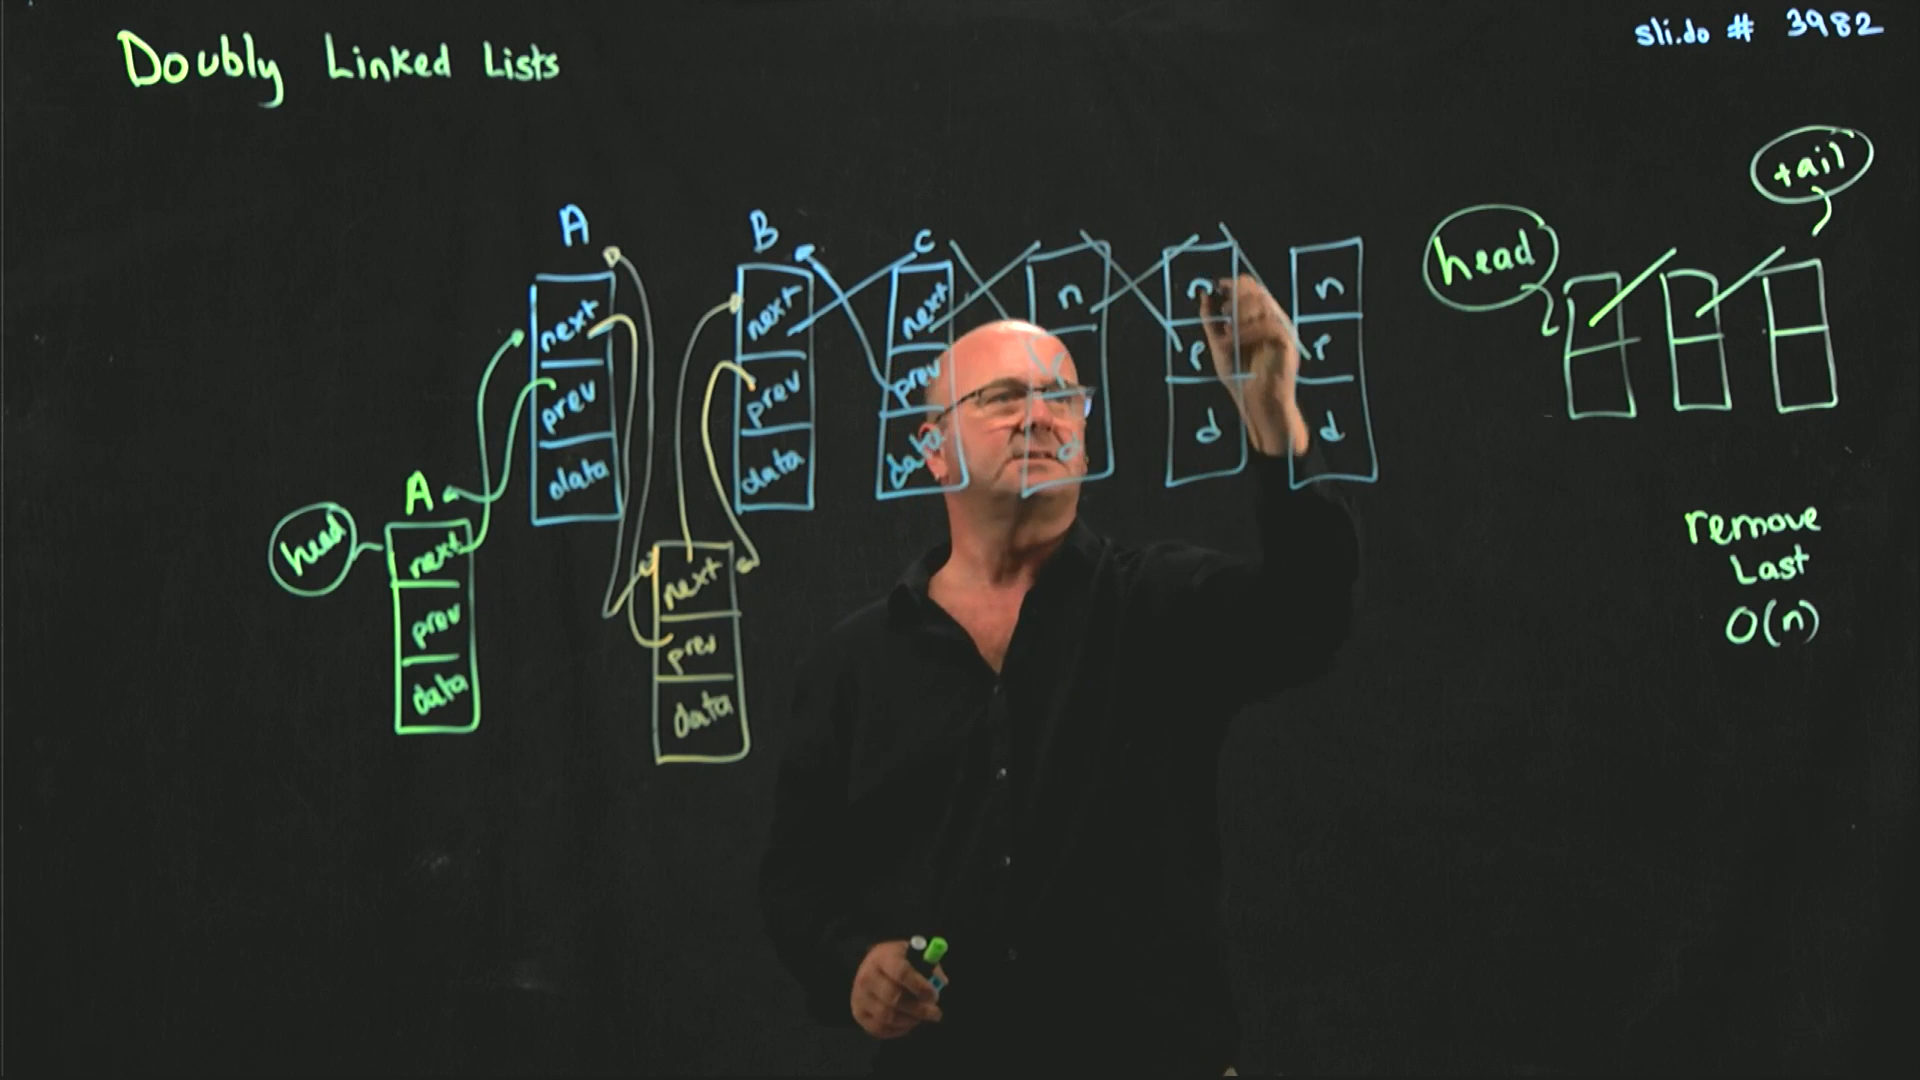 Doubly Linked Lists
sli.do # 3982
tail
head
A
B
C
next
prev
data
next
prev
data
next
prev
data
n
p
d
n
p
d
n
p
d
head
A
next
prev
data
next
prev
data
remove
Last
O(n)